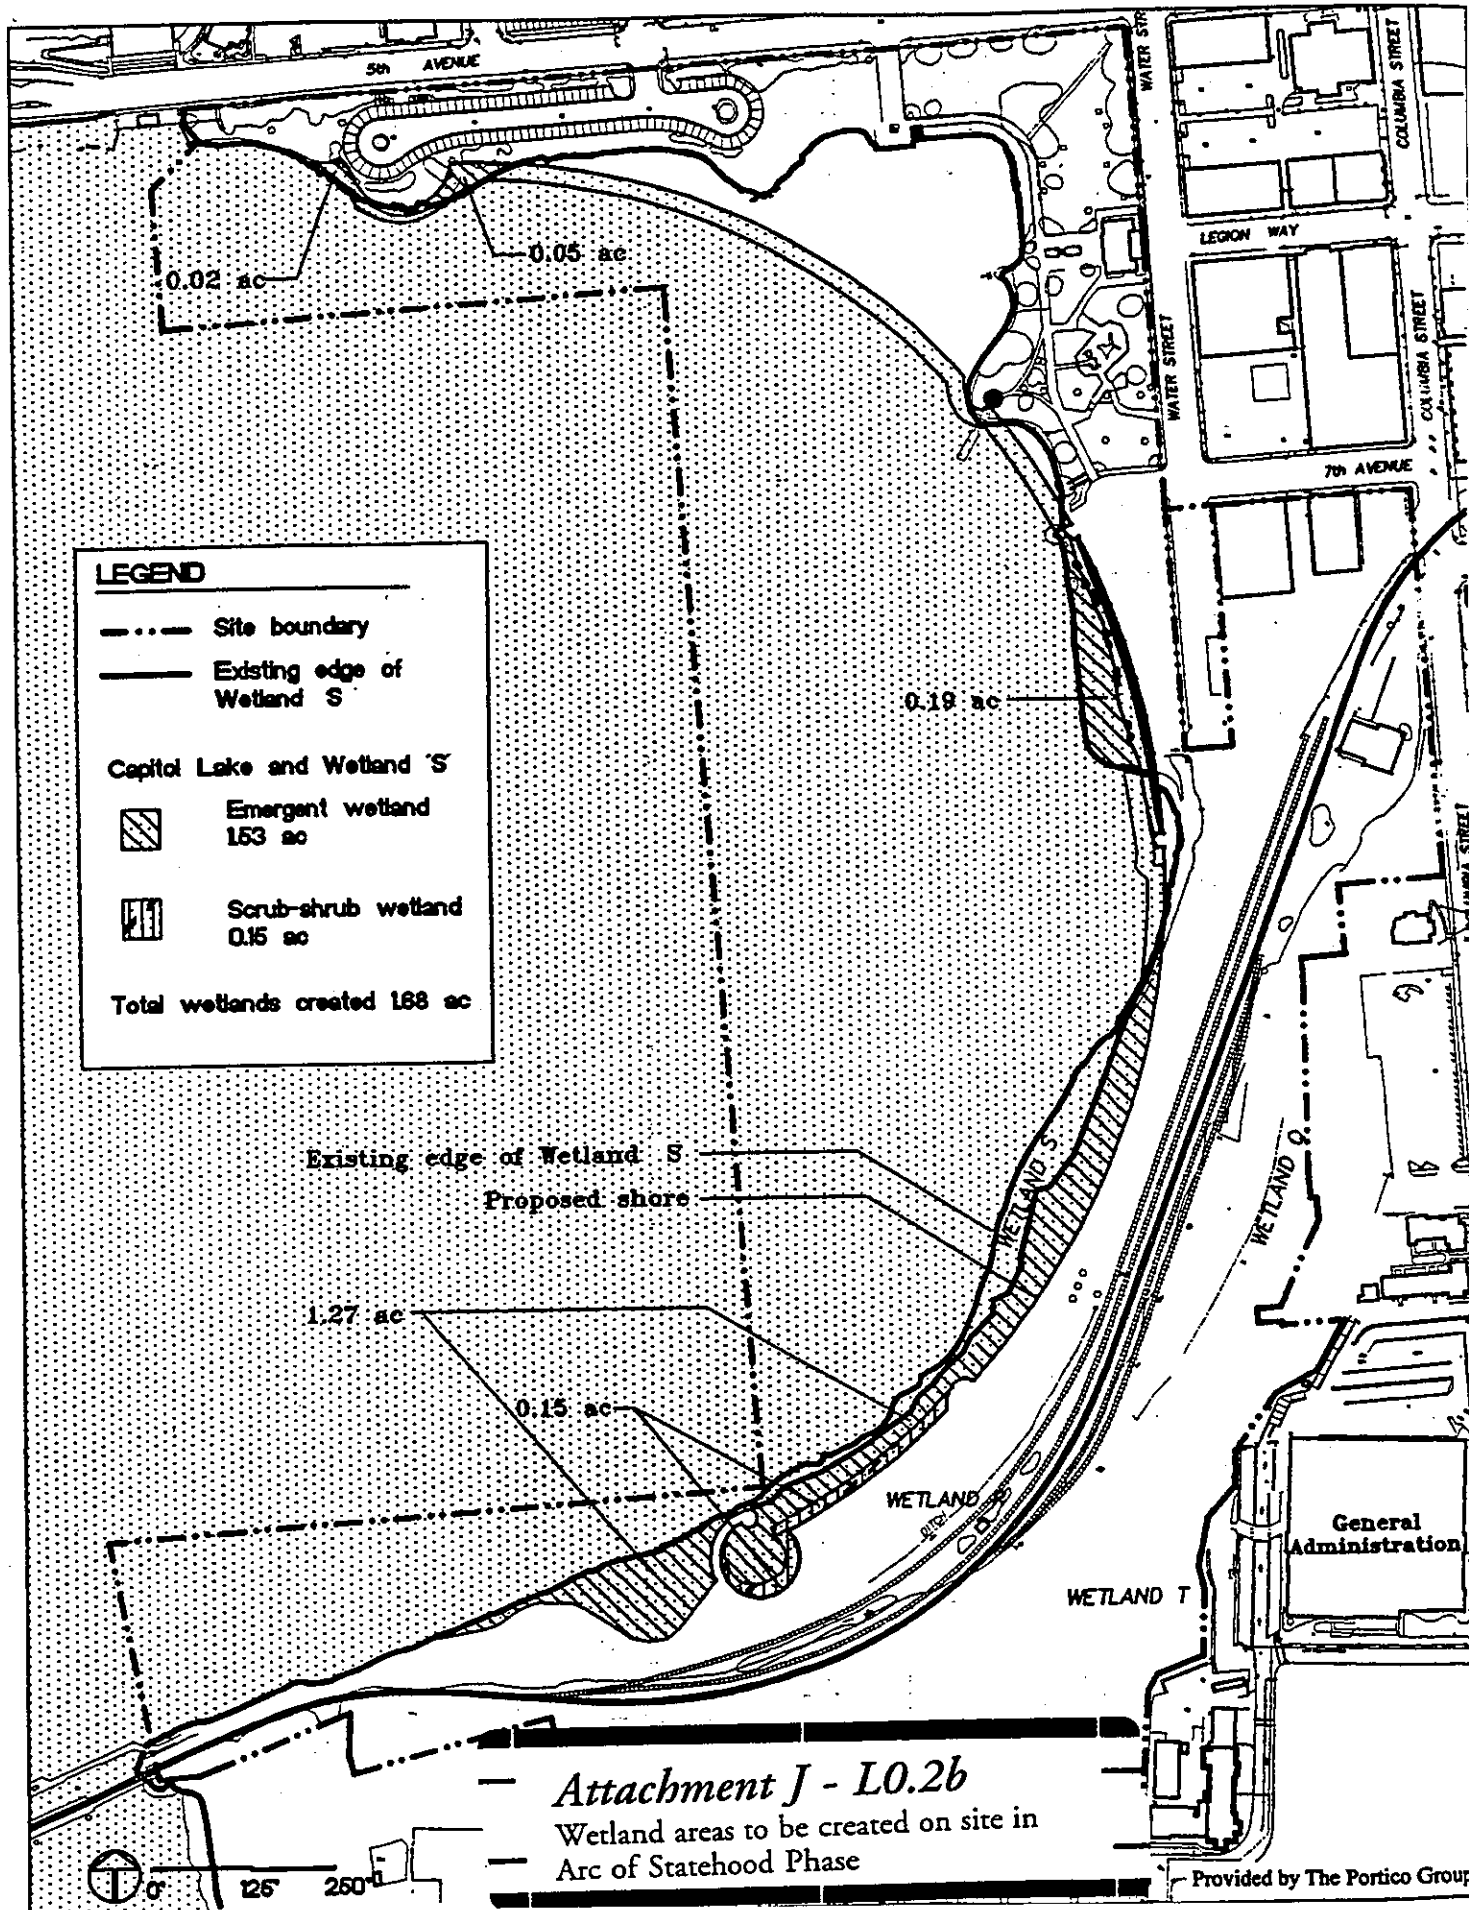 5th AVENUE
WATER STR
COLUMBIA STREET
LEGION WAY
0.02 ac
0.05 ac
WATER STREET
COLUMBIA STREET
7th AVENUE
LEGEND
Site boundary
Existing edge of
Wetland S
Capitol Lake and Wetland 'S'
Emergent wetland
1.53 ac
Scrub-shrub wetland
0.15 ac
Total wetlands created 1.68 ac
0.19 ac
Existing edge of Wetland S
Proposed shore
WETLAND S
WETLAND Q
1.27 ac
0.15 ac
WETLAND
DITCH
WETLAND T
General
Administration
Attachment J - L0.2b
Wetland areas to be created on site in
Arc of Statehood Phase
0' 125' 250'
Provided by The Portico Group